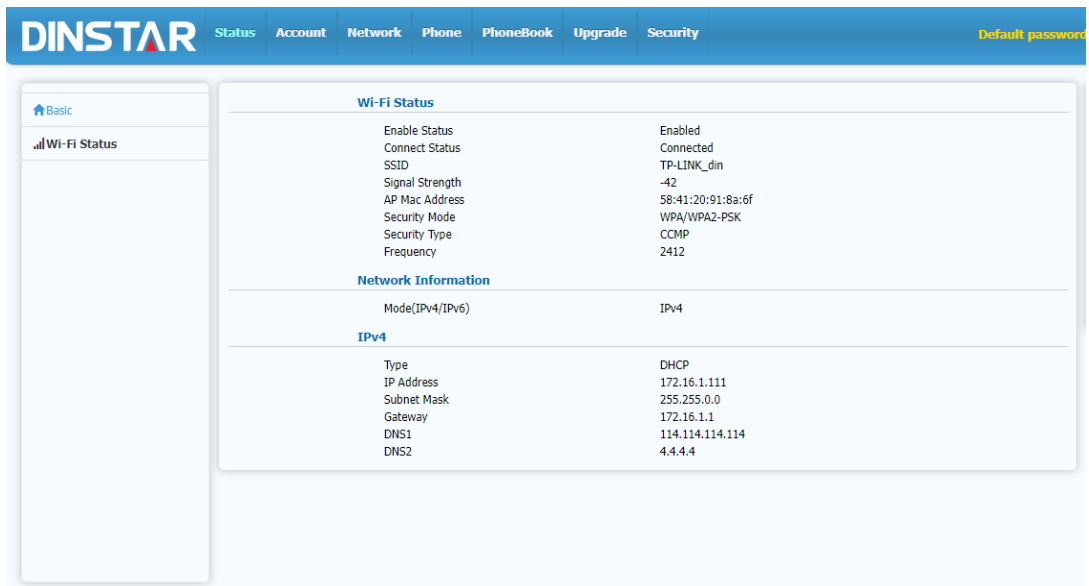 DINSTAR
Status Account Network Phone PhoneBook Upgrade Security
Default password
Basic
Wi-Fi Status
Wi-Fi Status
Enable Status Enabled
Connect Status Connected
SSID TP-LINK_din
Signal Strength -42
AP Mac Address 58:41:20:91:8a:6f
Security Mode WPA/WPA2-PSK
Security Type CCMP
Frequency 2412
Network Information
Mode(IPv4/IPv6) IPv4
IPv4
Type DHCP
IP Address 172.16.1.111
Subnet Mask 255.255.0.0
Gateway 172.16.1.1
DNS1 114.114.114.114
DNS2 4.4.4.4